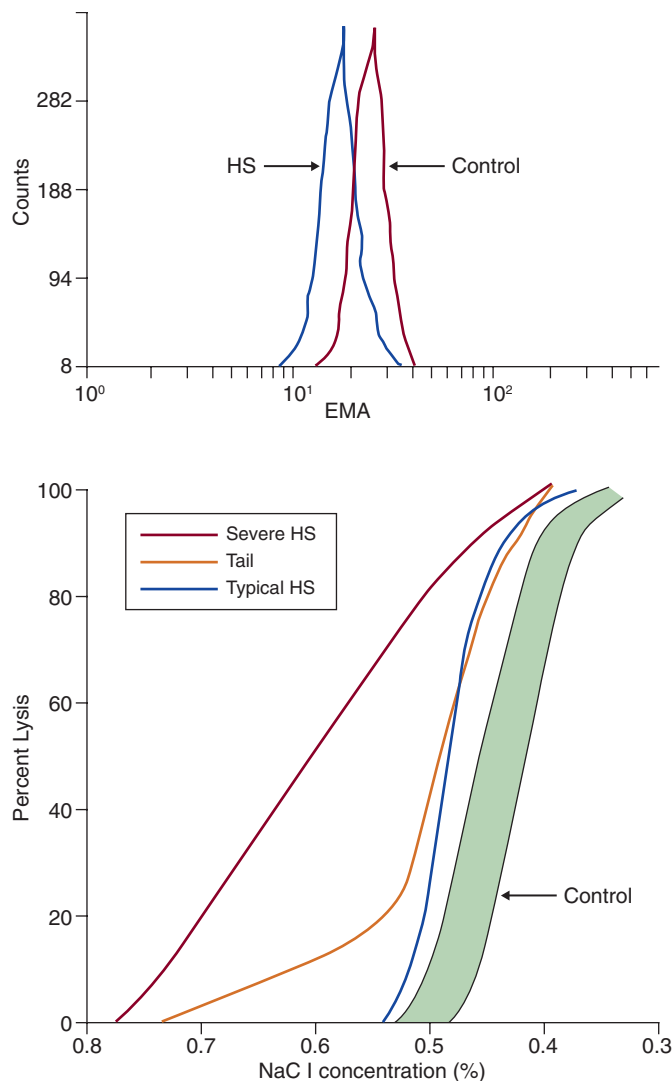 282
188
94
8
Counts
HS
Control
10⁰
10¹
10²
EMA
100
80
60
40
20
0
Percent Lysis
Severe HS
Tail
Typical HS
Control
0.8
0.7
0.6
0.5
0.4
0.3
NaC I concentration (%)